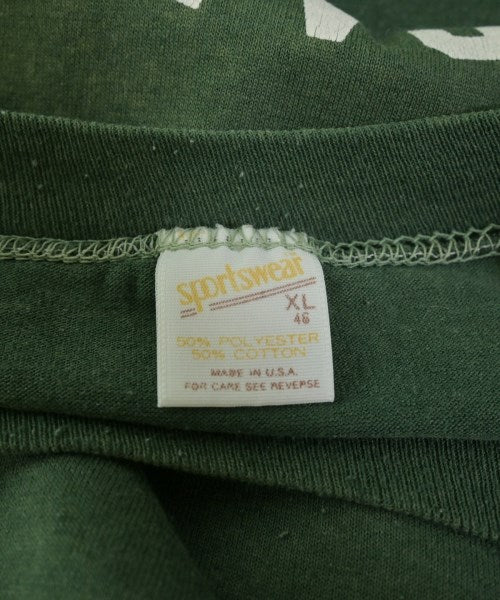 sportswear
XL
46
50% POLYESTER
50% COTTON
MADE IN U.S.A.
FOR CARE SEE REVERSE